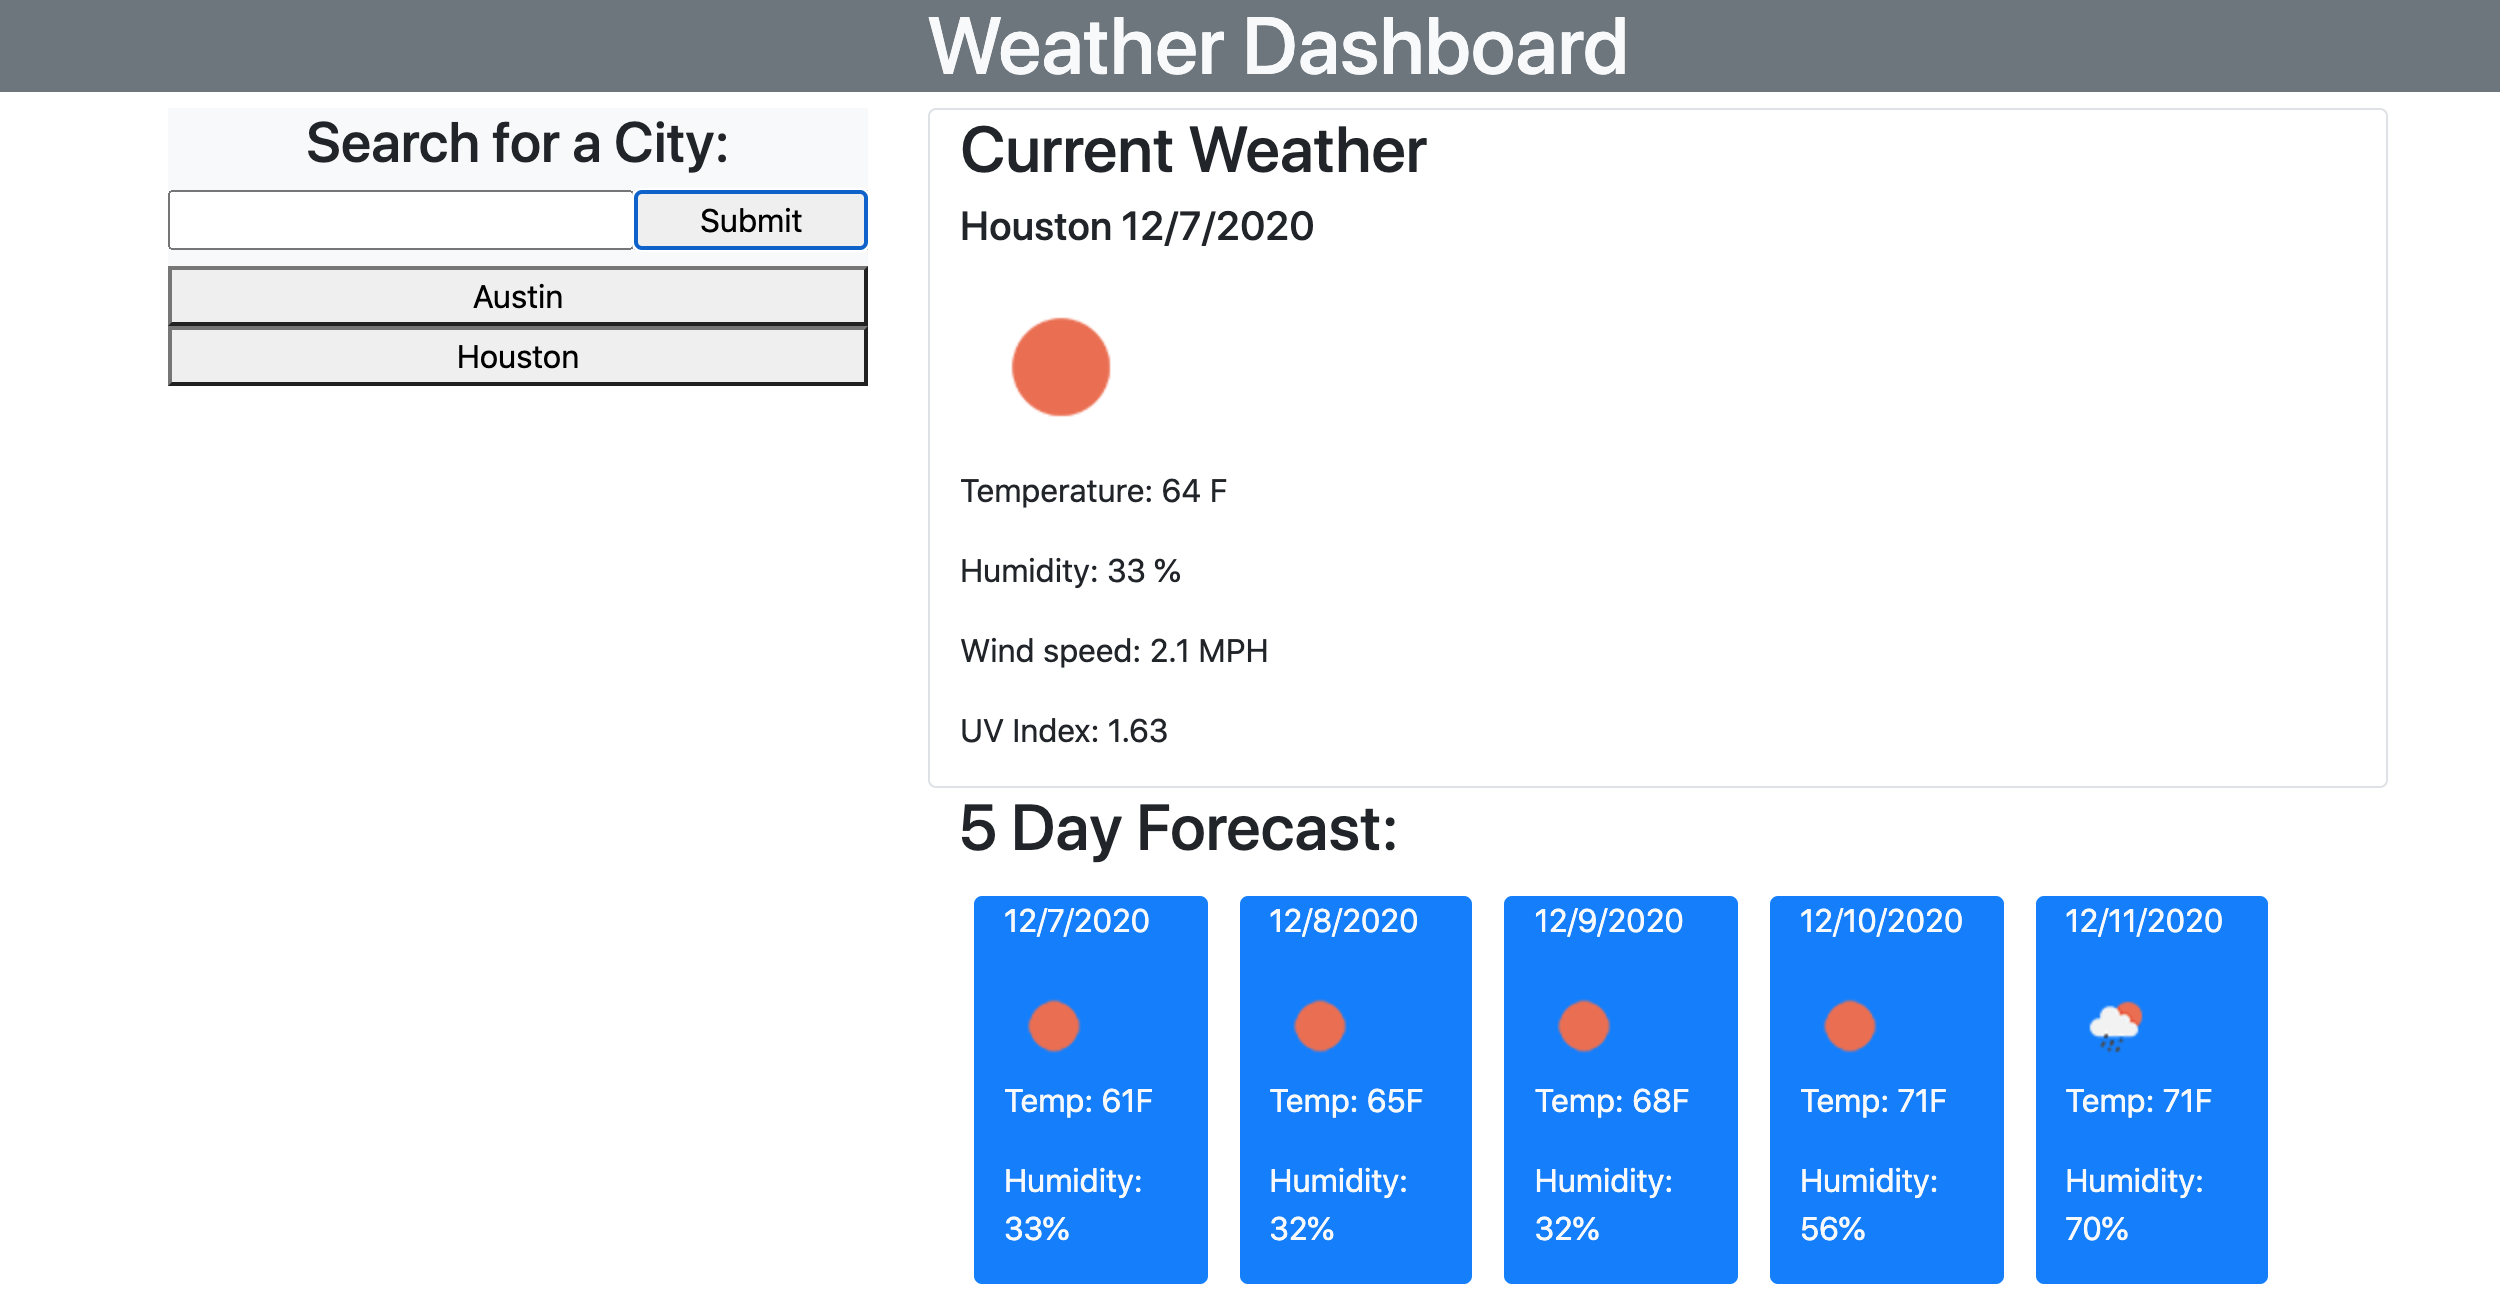 Weather Dashboard
Search for a City:
Submit
Austin
Houston
Current Weather
Houston 12/7/2020
Temperature: 64 F
Humidity: 33 %
Wind speed: 2.1 MPH
UV Index: 1.63
5 Day Forecast:
12/7/2020
Temp: 61F
Humidity:
33%
12/8/2020
Temp: 65F
Humidity:
32%
12/9/2020
Temp: 68F
Humidity:
32%
12/10/2020
Temp: 71F
Humidity:
56%
12/11/2020
Temp: 71F
Humidity:
70%